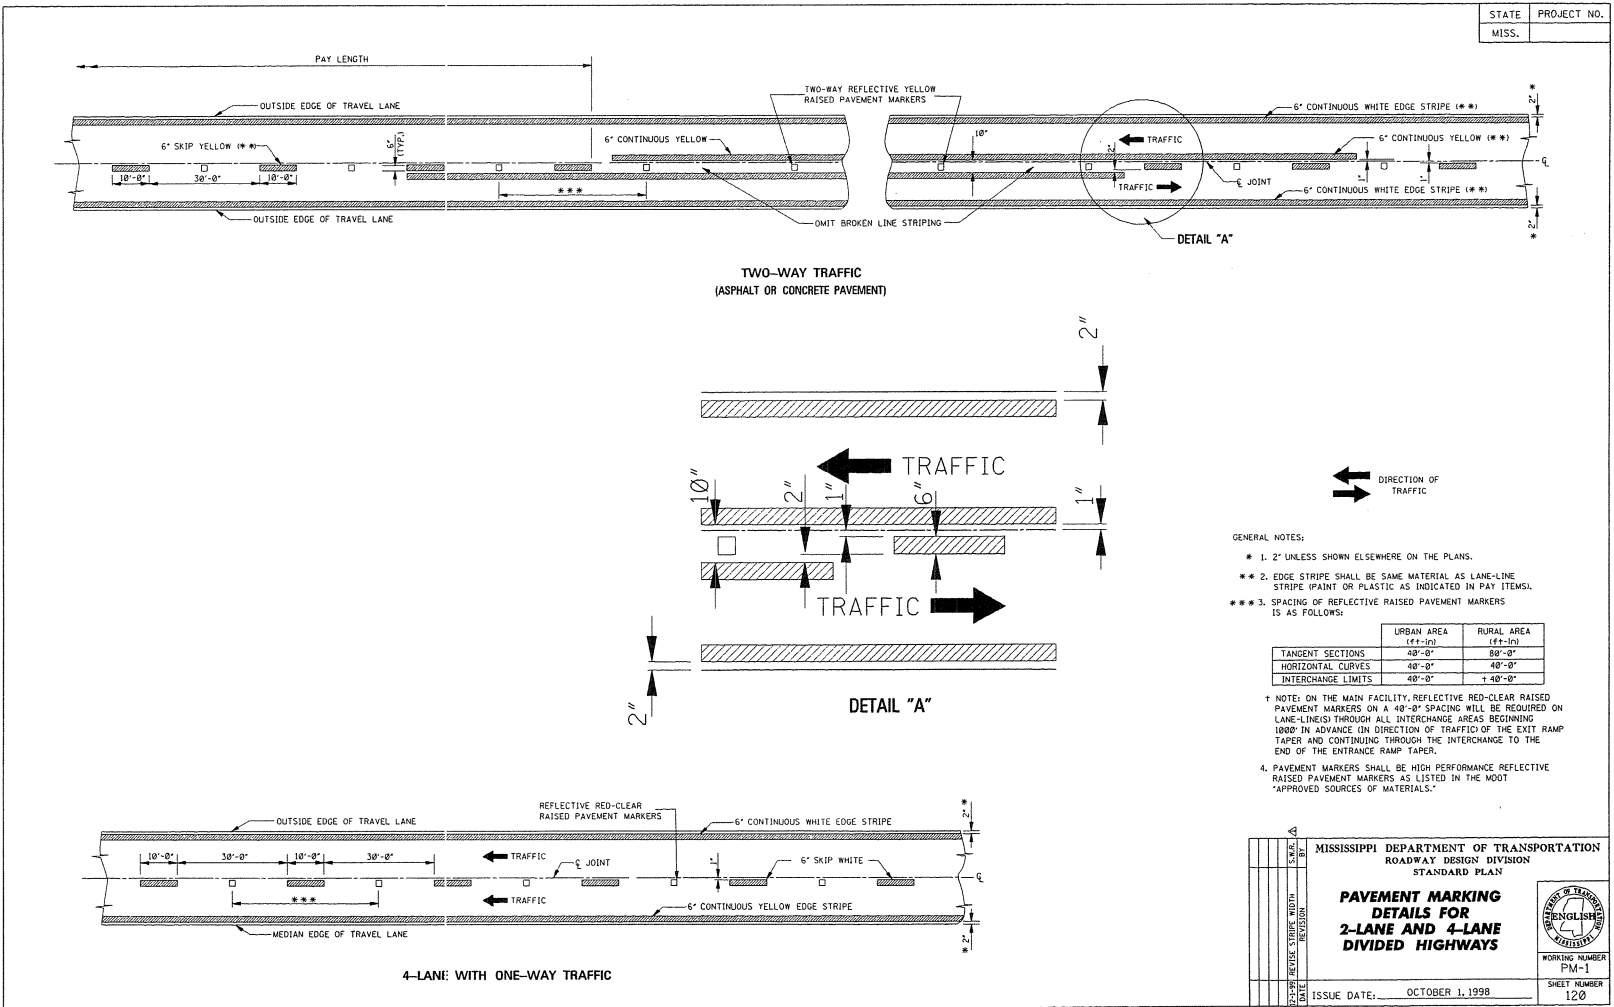 STATE PROJECT NO.
MISS.
PAY LENGTH
OUTSIDE EDGE OF TRAVEL LANE
TWO-WAY REFLECTIVE YELLOW
RAISED PAVEMENT MARKERS
6" CONTINUOUS WHITE EDGE STRIPE (**)
2" *
6" SKIP YELLOW (**)
6" (TYP.)
6" CONTINUOUS YELLOW
10"
2"
TRAFFIC
6" CONTINUOUS YELLOW (**)
℄
10'-0" 30'-0" 10'-0"
***
TRAFFIC
℄ JOINT
1"
1"
6" CONTINUOUS WHITE EDGE STRIPE (**)
OUTSIDE EDGE OF TRAVEL LANE
OMIT BROKEN LINE STRIPING
* 2"
DETAIL "A"
TWO-WAY TRAFFIC
(ASPHALT OR CONCRETE PAVEMENT)
2"
TRAFFIC
10"
2"
1"
6"
1"
TRAFFIC
2"
DETAIL "A"
DIRECTION OF
TRAFFIC
GENERAL NOTES:
* 1. 2" UNLESS SHOWN ELSEWHERE ON THE PLANS.
** 2. EDGE STRIPE SHALL BE SAME MATERIAL AS LANE-LINE
STRIPE (PAINT OR PLASTIC AS INDICATED IN PAY ITEMS).
*** 3. SPACING OF REFLECTIVE RAISED PAVEMENT MARKERS
IS AS FOLLOWS:
URBAN AREA RURAL AREA
(ft-in) (ft-in)
TANGENT SECTIONS 40'-0" 80'-0"
HORIZONTAL CURVES 40'-0" 40'-0"
INTERCHANGE LIMITS 40'-0" † 40'-0"
† NOTE: ON THE MAIN FACILITY, REFLECTIVE RED-CLEAR RAISED
PAVEMENT MARKERS ON A 40'-0" SPACING WILL BE REQUIRED ON
LANE-LINE(S) THROUGH ALL INTERCHANGE AREAS BEGINNING
1000' IN ADVANCE (IN DIRECTION OF TRAFFIC) OF THE EXIT RAMP
TAPER AND CONTINUING THROUGH THE INTERCHANGE TO THE
END OF THE ENTRANCE RAMP TAPER.
4. PAVEMENT MARKERS SHALL BE HIGH PERFORMANCE REFLECTIVE
RAISED PAVEMENT MARKERS AS LISTED IN THE MDOT
"APPROVED SOURCES OF MATERIALS."
OUTSIDE EDGE OF TRAVEL LANE
REFLECTIVE RED-CLEAR
RAISED PAVEMENT MARKERS
6" CONTINUOUS WHITE EDGE STRIPE
2" *
10'-0" 30'-0" 10'-0" 30'-0"
TRAFFIC
℄ JOINT
1"
6" SKIP WHITE
℄
***
TRAFFIC
6" CONTINUOUS YELLOW EDGE STRIPE
MEDIAN EDGE OF TRAVEL LANE
* 2"
4-LANE WITH ONE-WAY TRAFFIC
S.W.R. BY
REVISE STRIPE WIDTH REVISION
12-1-99 DATE
MISSISSIPPI DEPARTMENT OF TRANSPORTATION
ROADWAY DESIGN DIVISION
STANDARD PLAN
PAVEMENT MARKING
DETAILS FOR
2-LANE AND 4-LANE
DIVIDED HIGHWAYS
DEPARTMENT OF TRANSPORTATION
ENGLISH
MISSISSIPPI
WORKING NUMBER
PM-1
ISSUE DATE: OCTOBER 1, 1998
SHEET NUMBER
120